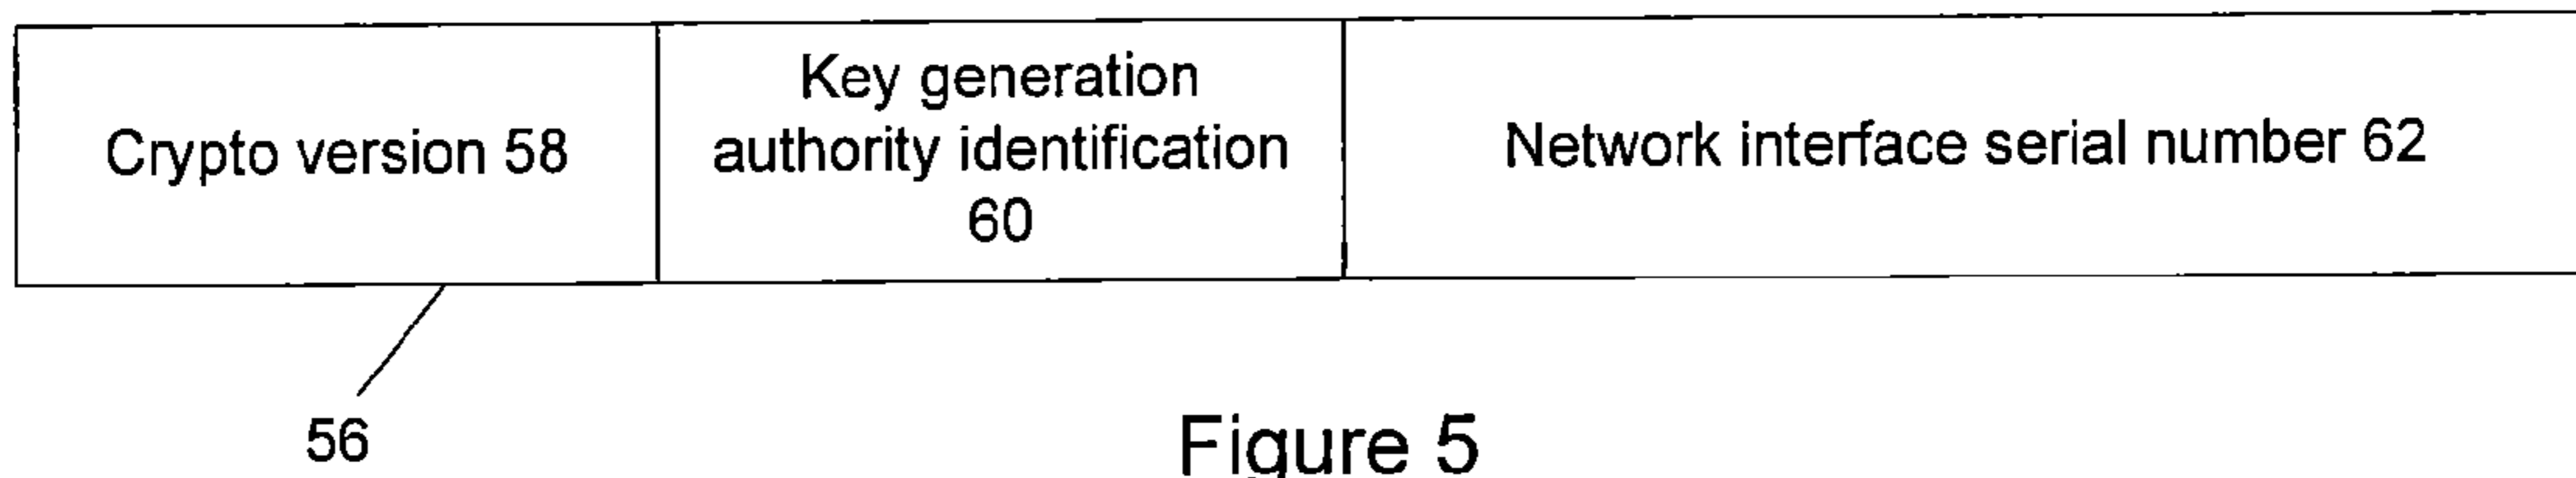 Crypto version 58
Key generation
authority identification
60
Network interface serial number 62
56
Figure 5